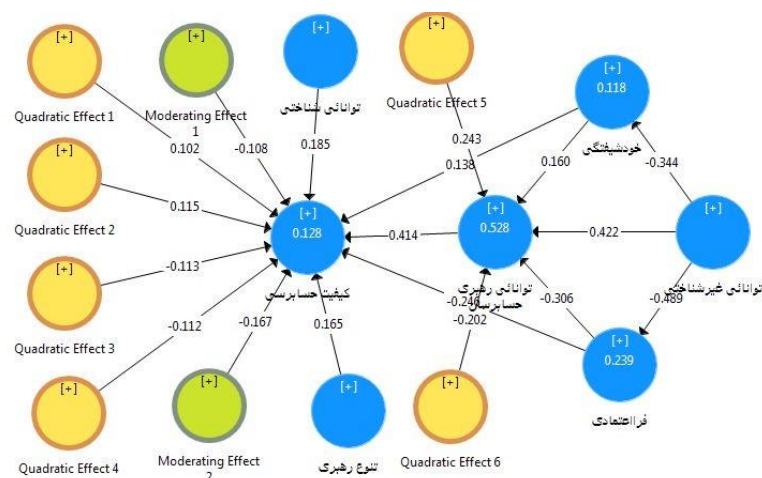 [+]
Quadratic Effect 1
[+]
Moderating Effect
1
[+]
توانائی شناختی
[+]
Quadratic Effect 5
[+]
0.118
خودشیفتگی
0.102
-0.108
0.185
0.243
0.138
0.160
-0.344
[+]
Quadratic Effect 2
0.115
[+]
0.128
کیفیت حسابرسی
0.414
[+]
0.528
توانائی رهبری
حسابرسان
0.422
[+]
توانائی غیرشناختی
[+]
Quadratic Effect 3
-0.113
-0.112
-0.167
0.165
-0.246
-0.202
-0.306
-0.489
[+]
Quadratic Effect 4
[+]
Moderating Effect
2
[+]
تنوع رهبری
[+]
Quadratic Effect 6
[+]
0.239
فرااعتمادی